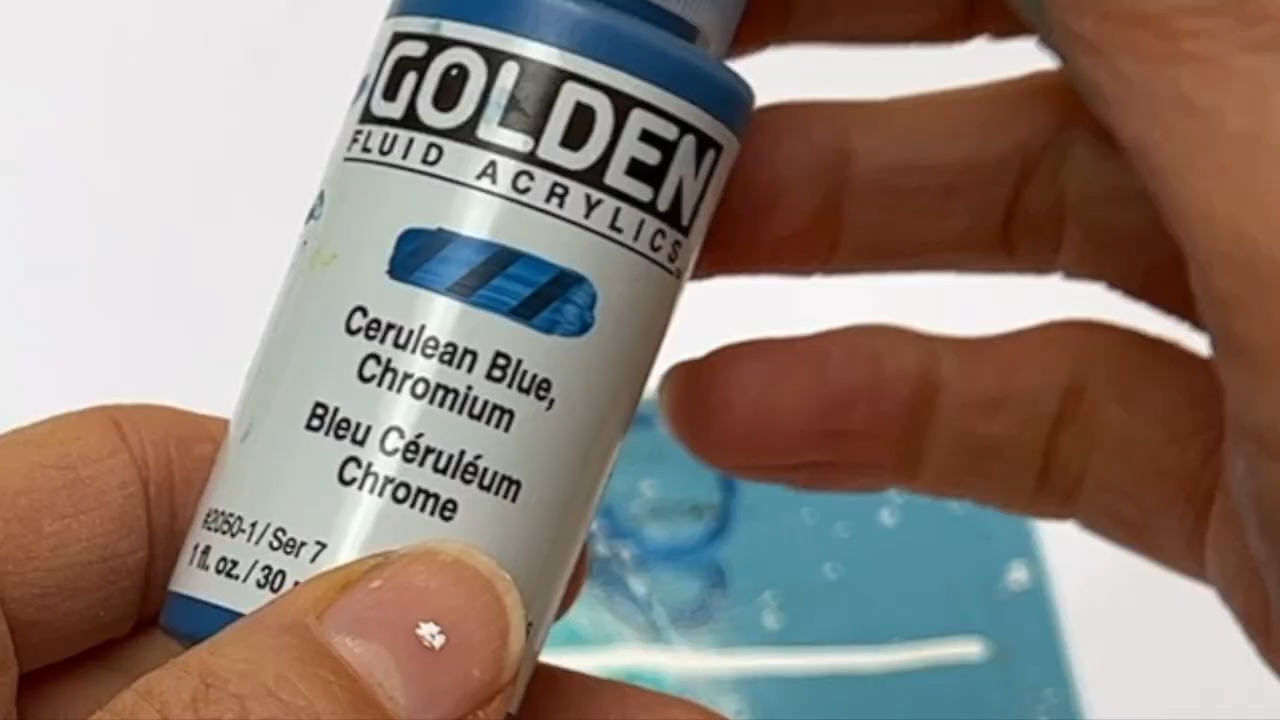 GOLDEN
FLUID ACRYLICS
Cerulean Blue,
Chromium
Bleu Céruléum
Chrome
#2050-1 / Ser 7
1 fl. oz. / 30